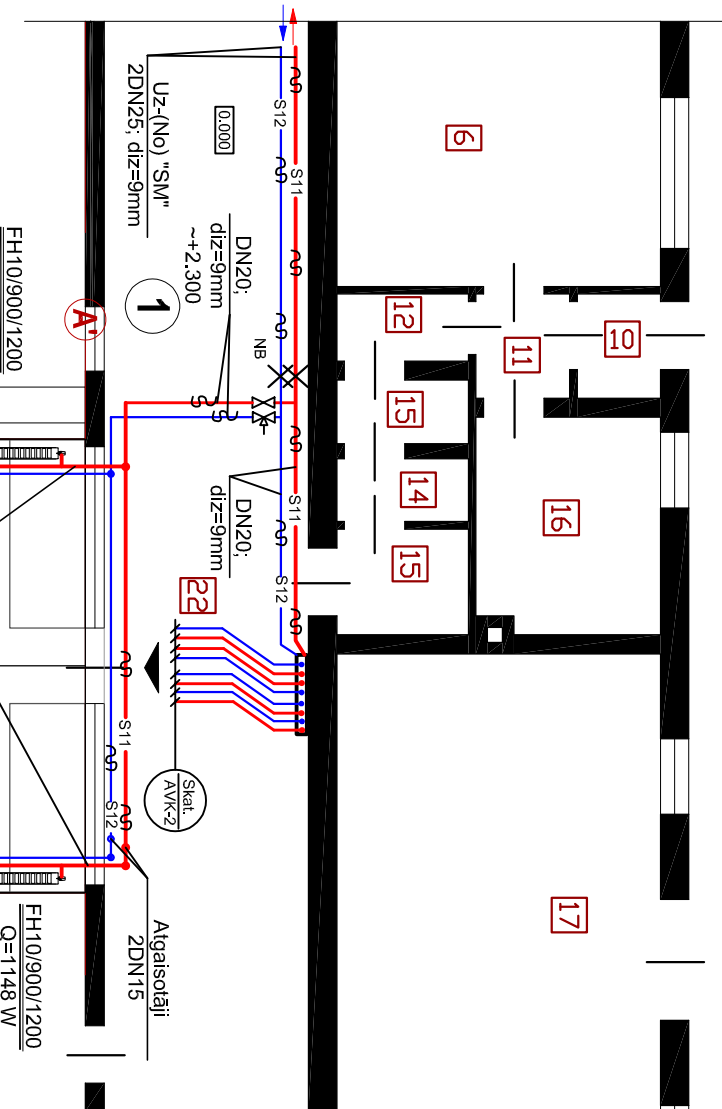 6
10
11
12
15
14
15
16
17
22
S12
S11
0.000
Uz-(No) "SM"
2DN25; diz=9mm
DN20;
diz=9mm
~+2.300
NB
1
A'
FH10/900/1200
DN20;
diz=9mm
S11
S12
Skat.
AVK-2
S11
S12
Atgaisotāji
2DN15
FH10/900/1200
Q=1148 W